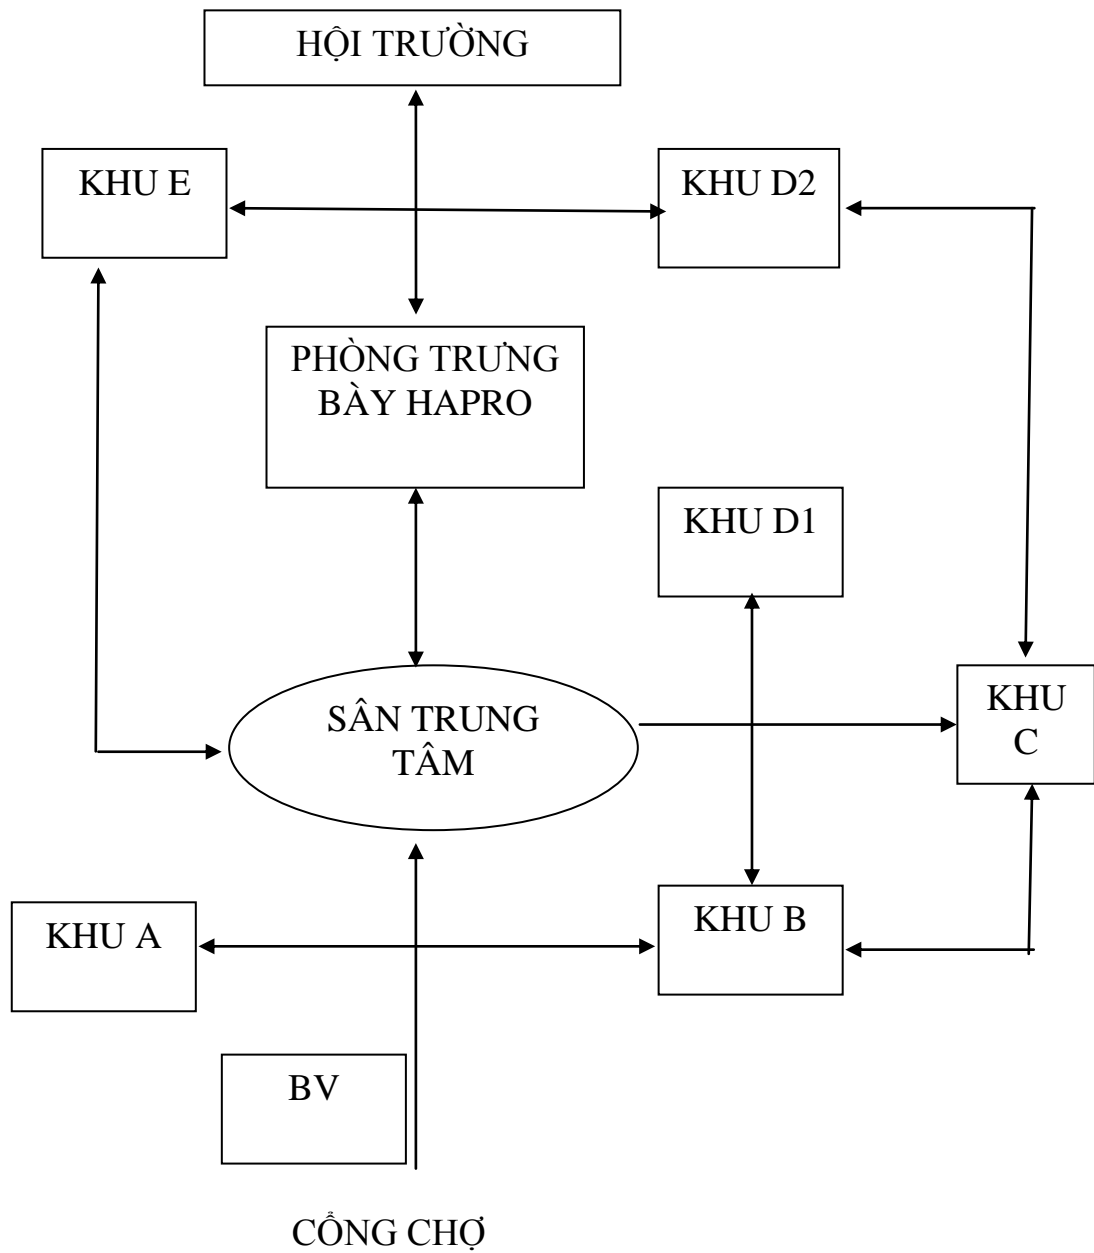 HỘI TRƯỜNG
KHU E
KHU D2
PHÒNG TRƯNG
BÀY HAPRO
KHU D1
SÂN TRUNG
TÂM
KHU
C
KHU A
KHU B
BV
CỔNG CHỢ